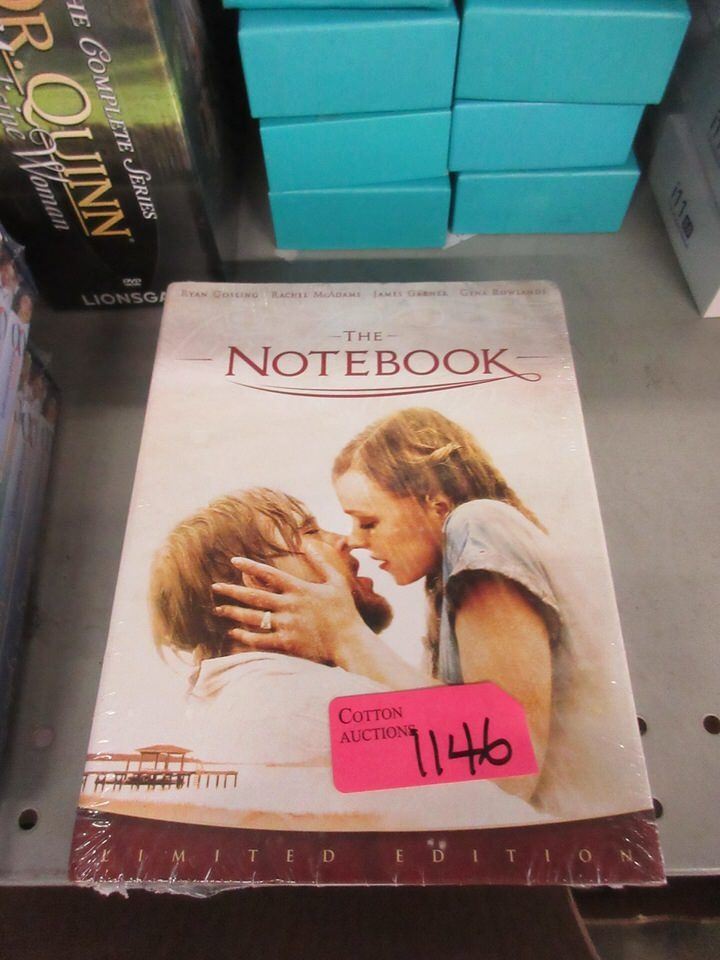 THE COMPLETE SERIES
DR. QUINN
Medicine Woman
DVD
LIONSGA
RYAN GOSLING RACHEL MCADAMS JAMES GARNER GENA ROWLANDS
THE
NOTEBOOK
COTTON
AUCTIONS
1146
LIMITED EDITION